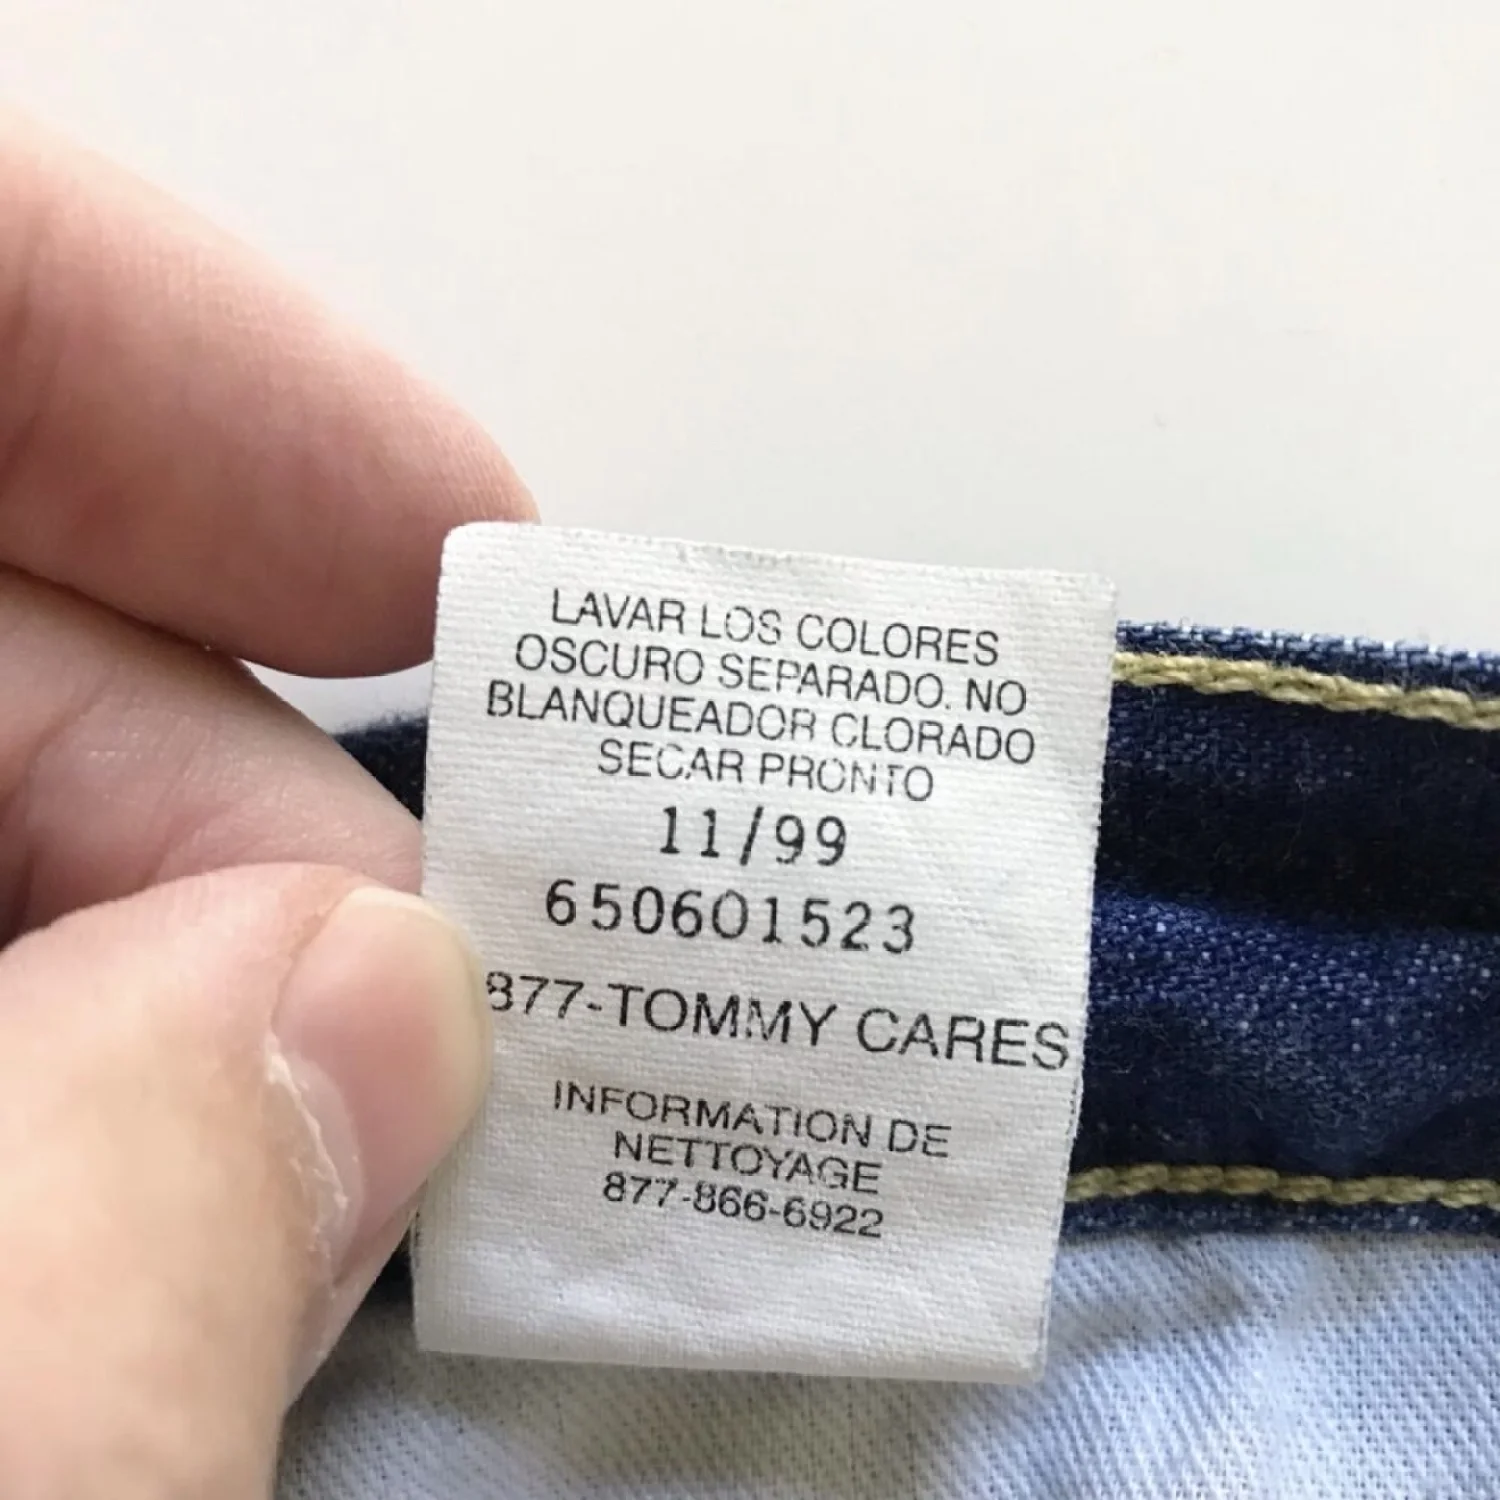 LAVAR LOS COLORES
OSCURO SEPARADO. NO
BLANQUEADOR CLORADO
SECAR PRONTO
11/99
650601523
877-TOMMY CARES
INFORMATION DE
NETTOYAGE
877-866-6922